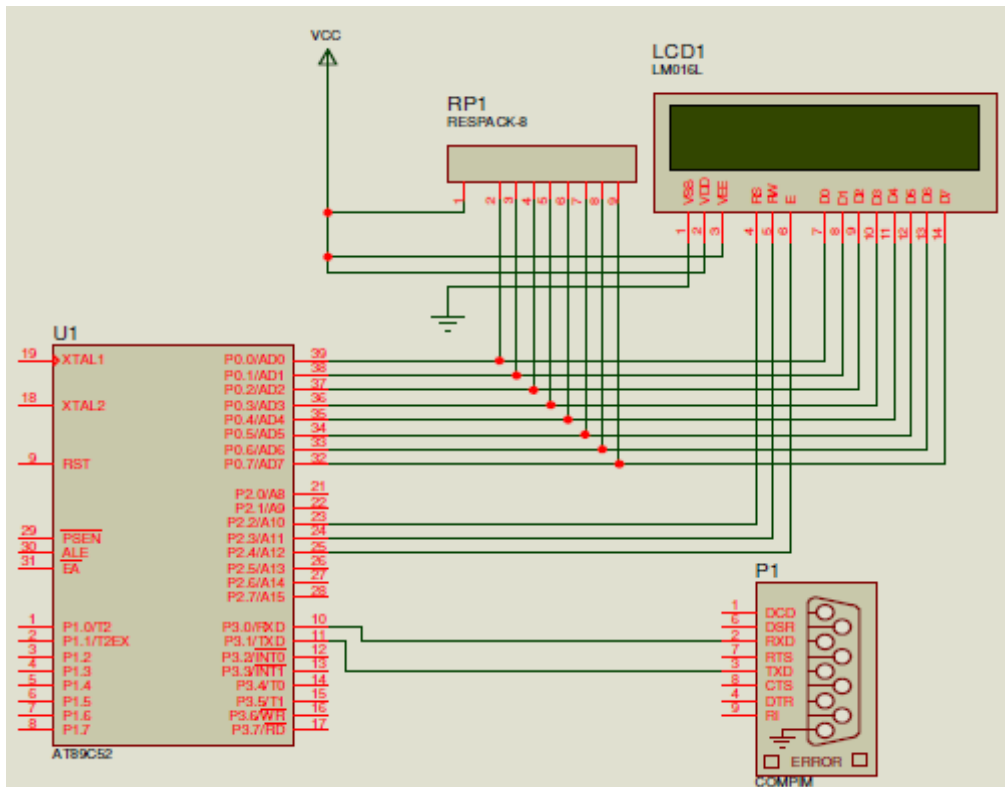 VCC
RP1
RESPACK-8
1
2
3
4
5
6
7
8
9
LCD1
LM016L
VSS
VDD
VEE
RS
RW
E
D0
D1
D2
D3
D4
D5
D6
D7
1
2
3
4
5
6
7
8
9
10
11
12
13
14
U1
19 XTAL1
18 XTAL2
9 RST
29 PSEN
30 ALE
31 EA
1 P1.0/T2
2 P1.1/T2EX
3 P1.2
4 P1.3
5 P1.4
6 P1.5
7 P1.6
8 P1.7
P0.0/AD0 39
P0.1/AD1 38
P0.2/AD2 37
P0.3/AD3 36
P0.4/AD4 35
P0.5/AD5 34
P0.6/AD6 33
P0.7/AD7 32
P2.0/A8 21
P2.1/A9 22
P2.2/A10 23
P2.3/A11 24
P2.4/A12 25
P2.5/A13 26
P2.6/A14 27
P2.7/A15 28
P3.0/RXD 10
P3.1/TXD 11
P3.2/INT0 12
P3.3/INT1 13
P3.4/T0 14
P3.5/T1 15
P3.6/WR 16
P3.7/RD 17
AT89C52
P1
1 DCD
6 DSR
2 RXD
7 RTS
3 TXD
8 CTS
4 DTR
9 RI
ERROR
COMPIM